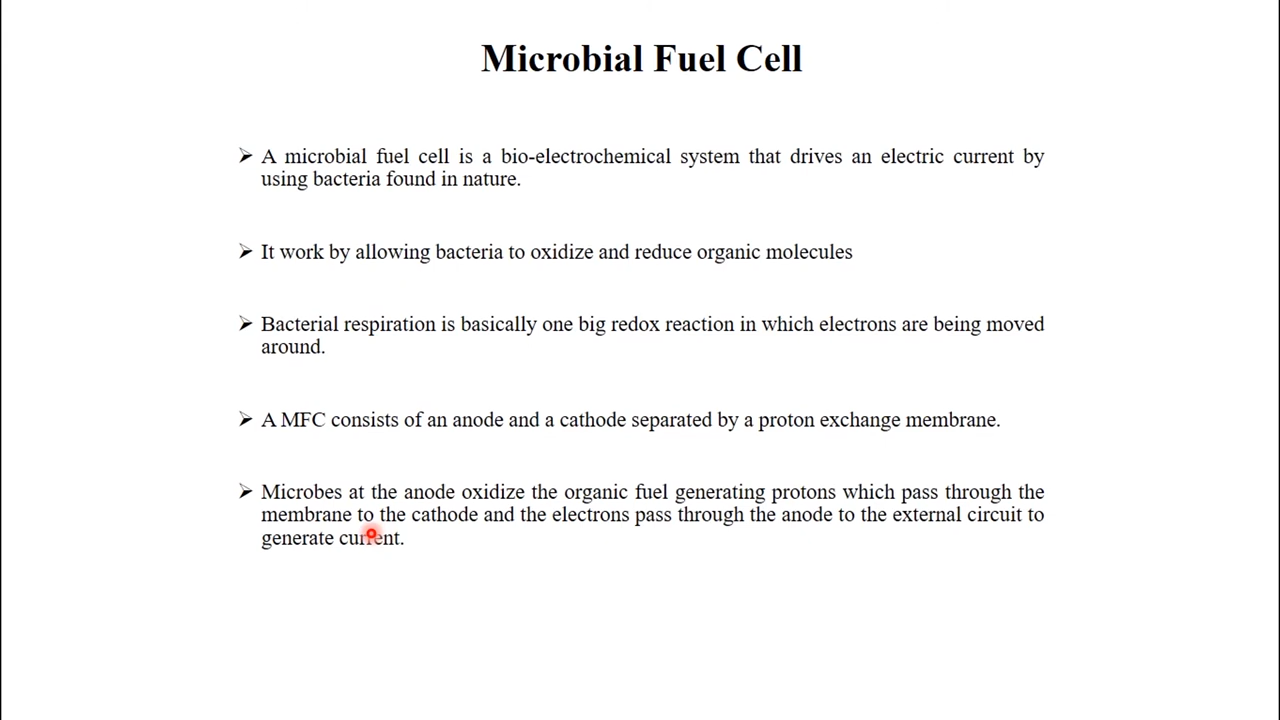 Microbial Fuel Cell
➤ A microbial fuel cell is a bio-electrochemical system that drives an electric current by
using bacteria found in nature.
➤ It work by allowing bacteria to oxidize and reduce organic molecules
➤ Bacterial respiration is basically one big redox reaction in which electrons are being moved
around.
➤ A MFC consists of an anode and a cathode separated by a proton exchange membrane.
➤ Microbes at the anode oxidize the organic fuel generating protons which pass through the
membrane to the cathode and the electrons pass through the anode to the external circuit to
generate current.